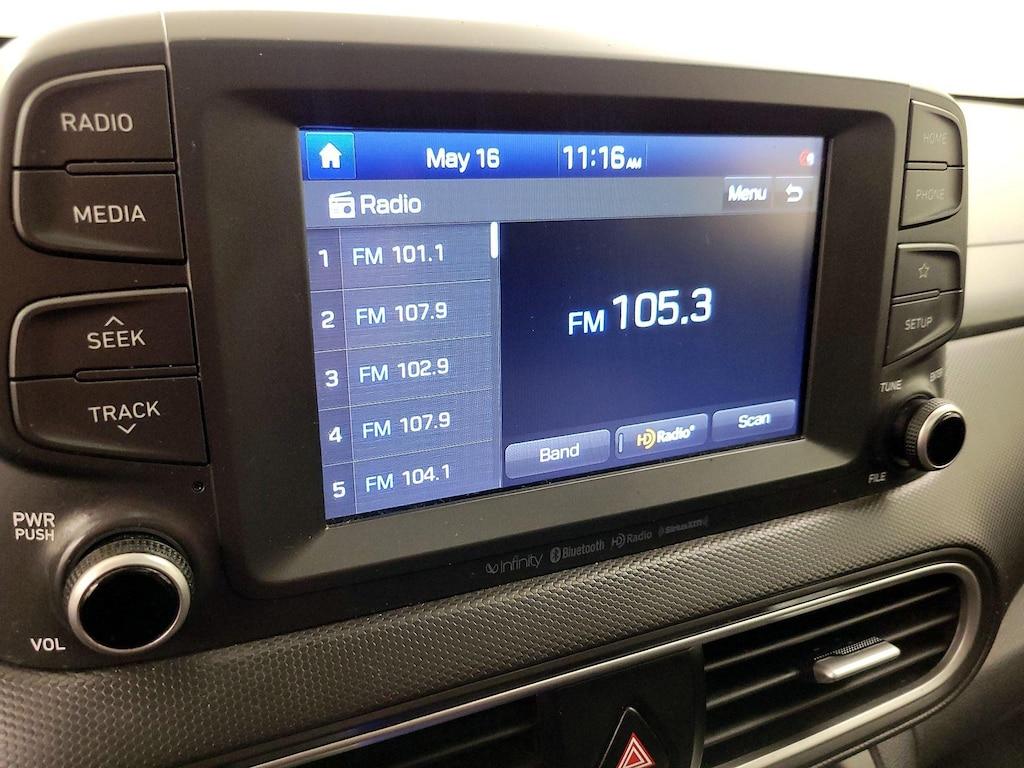 RADIO
MEDIA
SEEK
TRACK
PWR
PUSH
VOL
May 16 11:16 AM
Radio Menu
1 FM 101.1
2 FM 107.9
3 FM 102.9
4 FM 107.9
5 FM 104.1
FM 105.3
Band HD Radio® Scan
Infinity Bluetooth HD Radio SiriusXM
HOME
PHONE
SETUP
TUNE
FILE